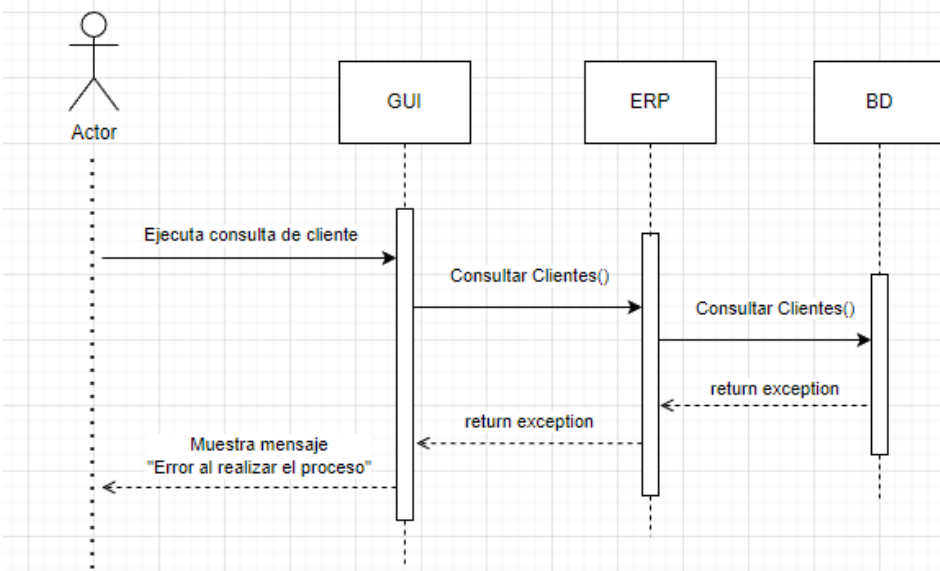 Actor
GUI
ERP
BD
Ejecuta consulta de cliente
Consultar Clientes()
Consultar Clientes()
return exception
return exception
Muestra mensaje
"Error al realizar el proceso"